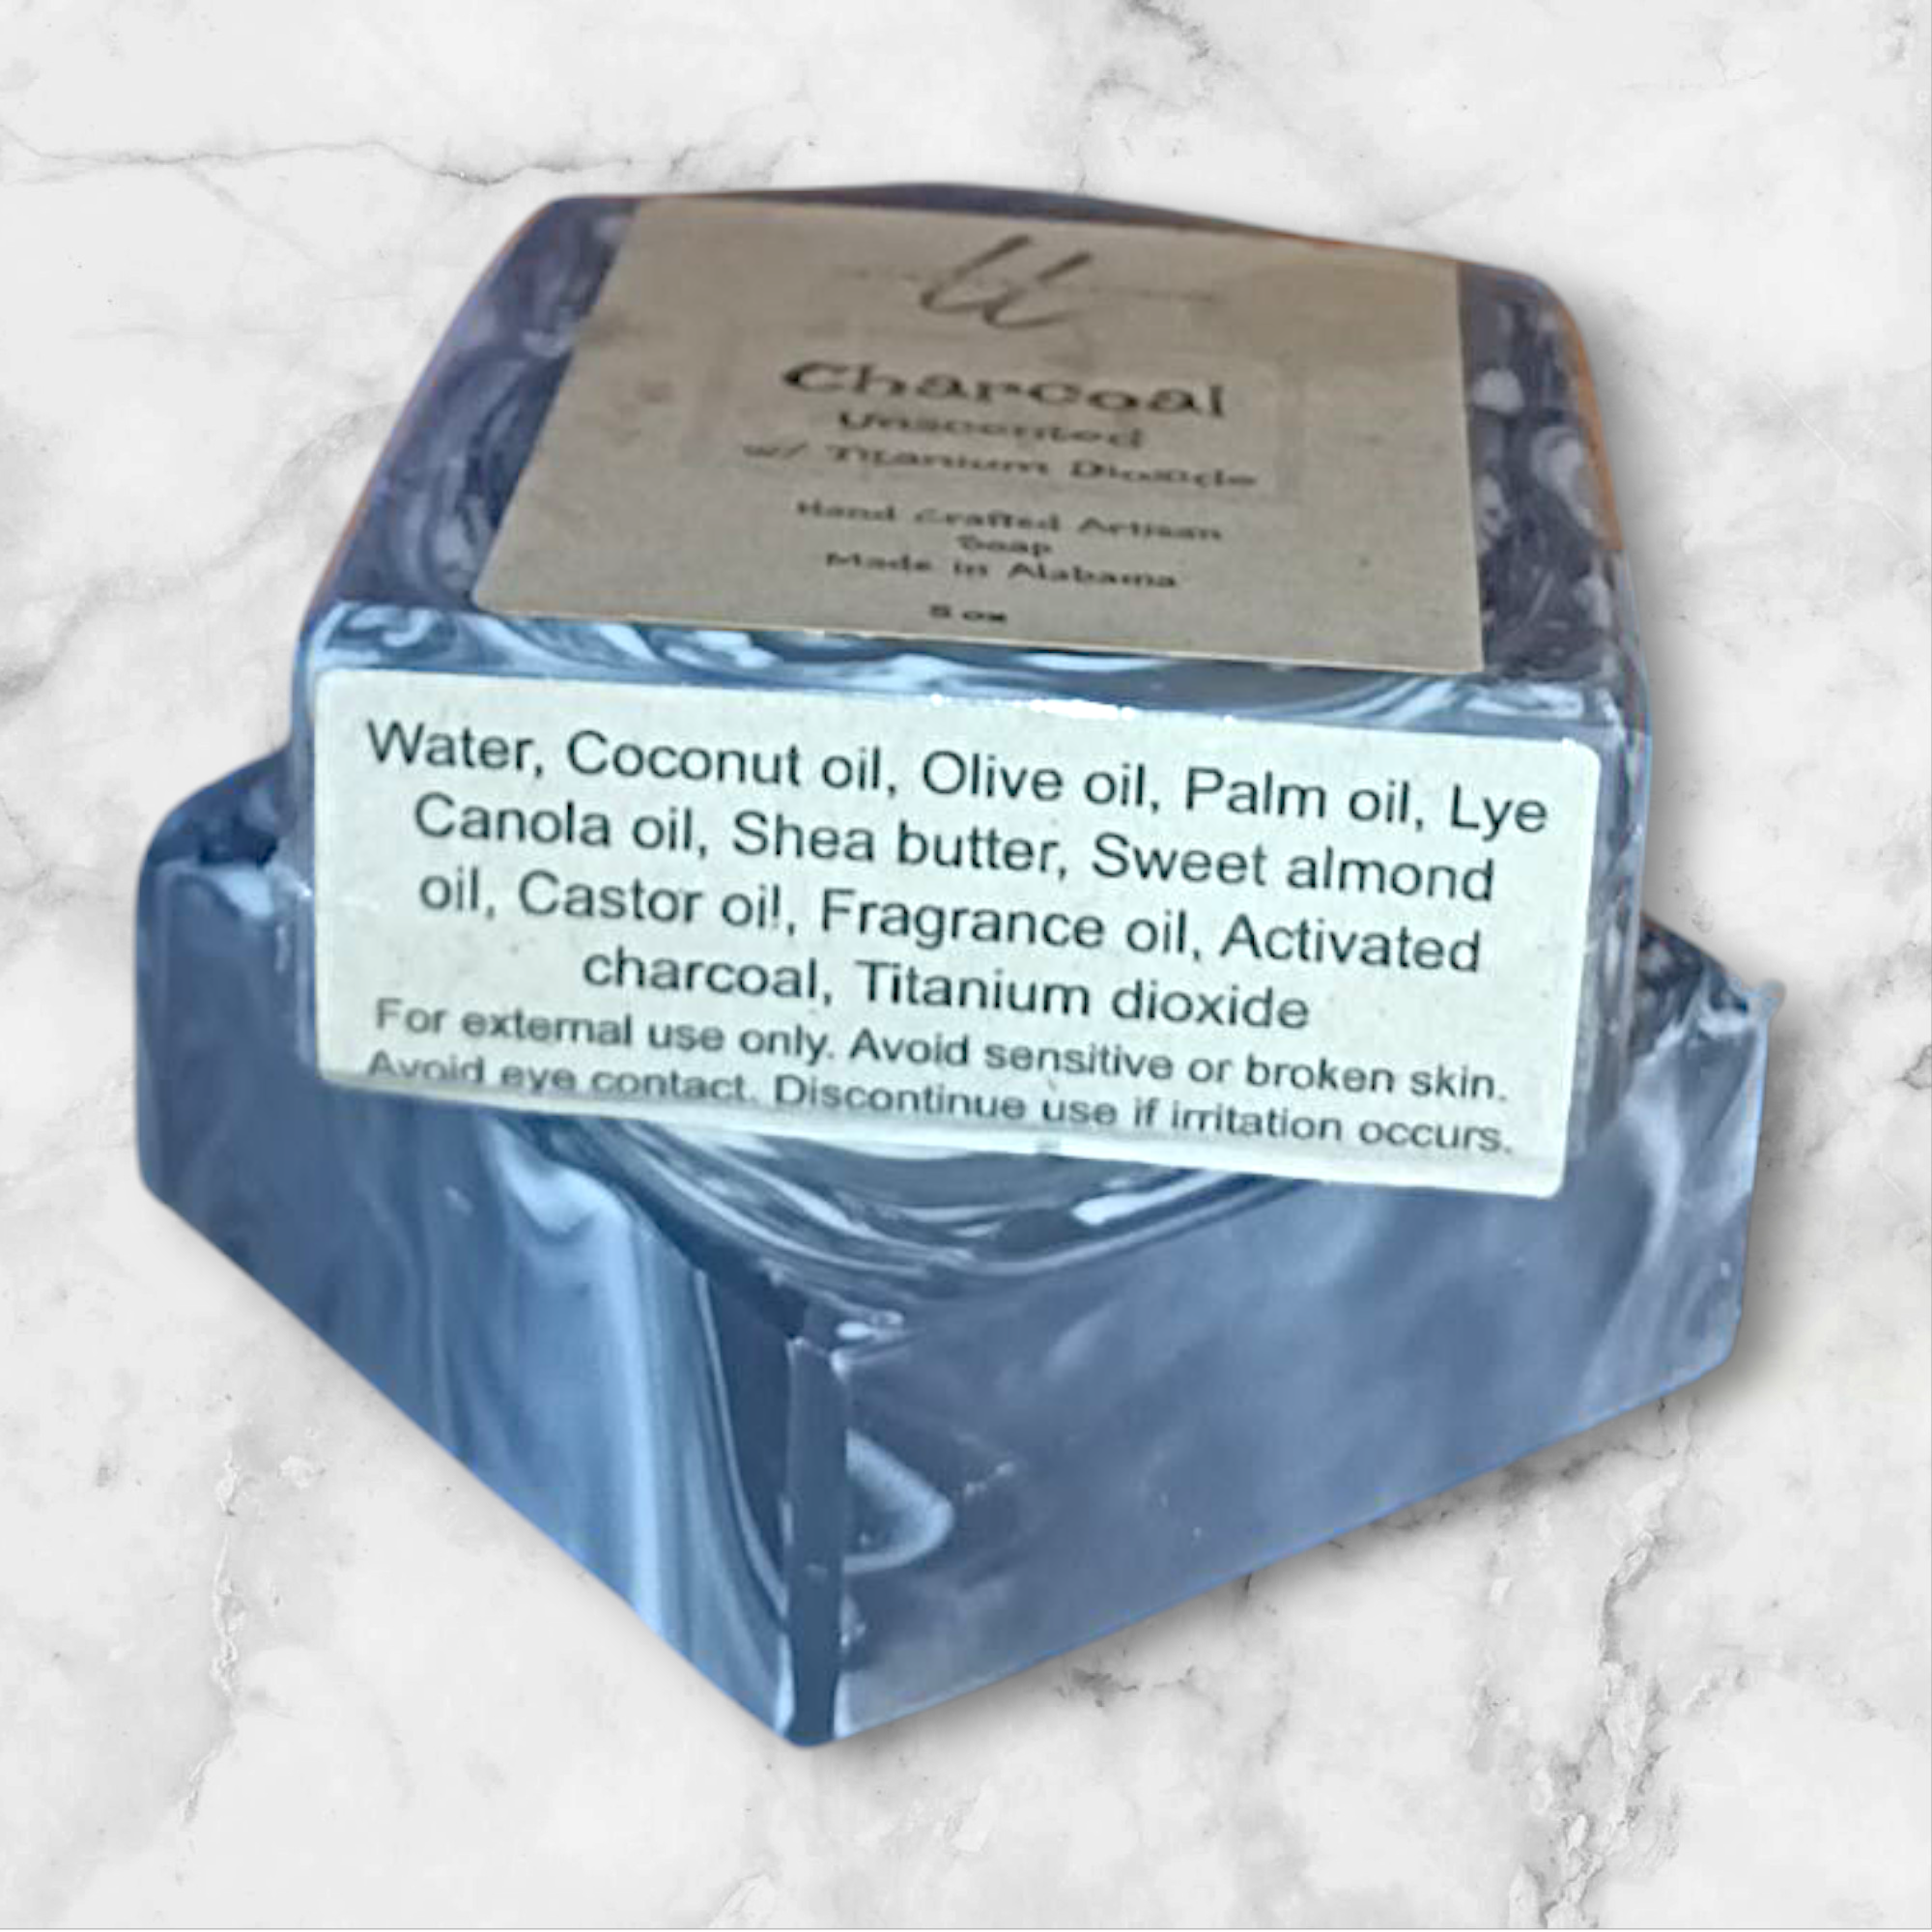 Charcoal
Unscented
w/ Titanium Dioxide
Hand Crafted Artisan
Soap
Made in Alabama
5 oz
Water, Coconut oil, Olive oil, Palm oil, Lye
Canola oil, Shea butter, Sweet almond
oil, Castor oil, Fragrance oil, Activated
charcoal, Titanium dioxide
For external use only. Avoid sensitive or broken skin.
Avoid eye contact. Discontinue use if irritation occurs.